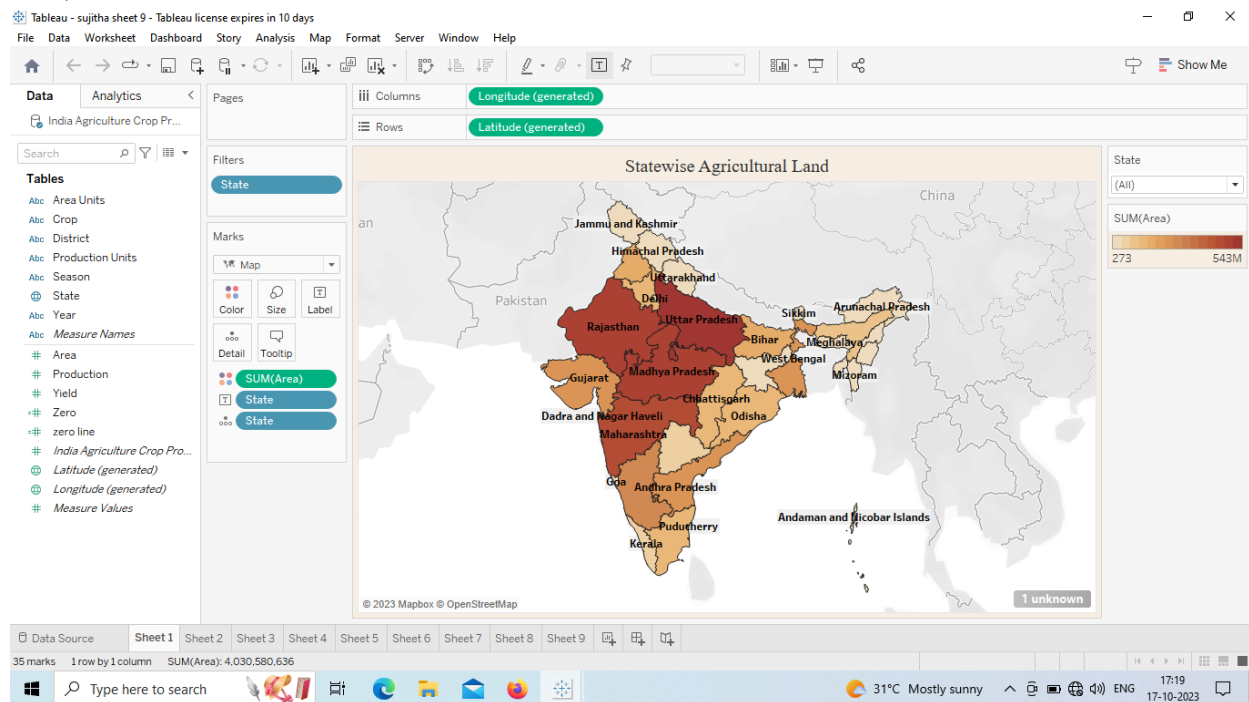 Tableau - sujitha sheet 9 - Tableau license expires in 10 days
File Data Worksheet Dashboard Story Analysis Map Format Server Window Help
Show Me
Data Analytics
India Agriculture Crop Pr...
Search
Tables
Abc Area Units
Abc Crop
Abc District
Abc Production Units
Abc Season
State
Abc Year
Abc Measure Names
# Area
# Production
# Yield
=# Zero
=# zero line
# India Agriculture Crop Pro...
Latitude (generated)
Longitude (generated)
# Measure Values
Pages
Filters
State
Marks
Map
Color Size Label
Detail Tooltip
SUM(Area)
State
State
iii Columns Longitude (generated)
Rows Latitude (generated)
Statewise Agricultural Land
an
China
Jammu and Kashmir
Himachal Pradesh
Uttarakhand
Pakistan
Delhi
Sikkim
Arunachal Pradesh
Rajasthan
Uttar Pradesh
Bihar
Meghalaya
West Bengal
Gujarat
Madhya Pradesh
Mizoram
Chhattisgarh
Dadra and Nagar Haveli
Odisha
Maharashtra
Goa
Andhra Pradesh
Andaman and Nicobar Islands
Puducherry
Kerala
© 2023 Mapbox © OpenStreetMap
1 unknown
State
(All)
SUM(Area)
273 543M
Data Source Sheet 1 Sheet 2 Sheet 3 Sheet 4 Sheet 5 Sheet 6 Sheet 7 Sheet 8 Sheet 9
35 marks 1 row by 1 column SUM(Area): 4,030,580,636
Type here to search
31°C Mostly sunny
ENG
17:19
17-10-2023